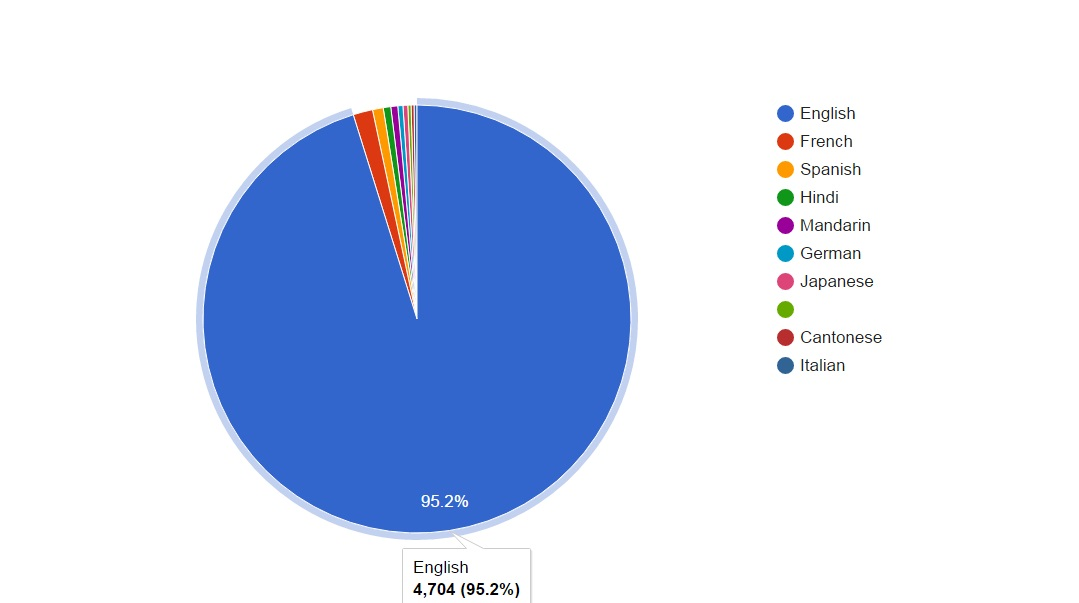 English
French
Spanish
Hindi
Mandarin
German
Japanese
Cantonese
Italian
95.2%
English
4,704 (95.2%)